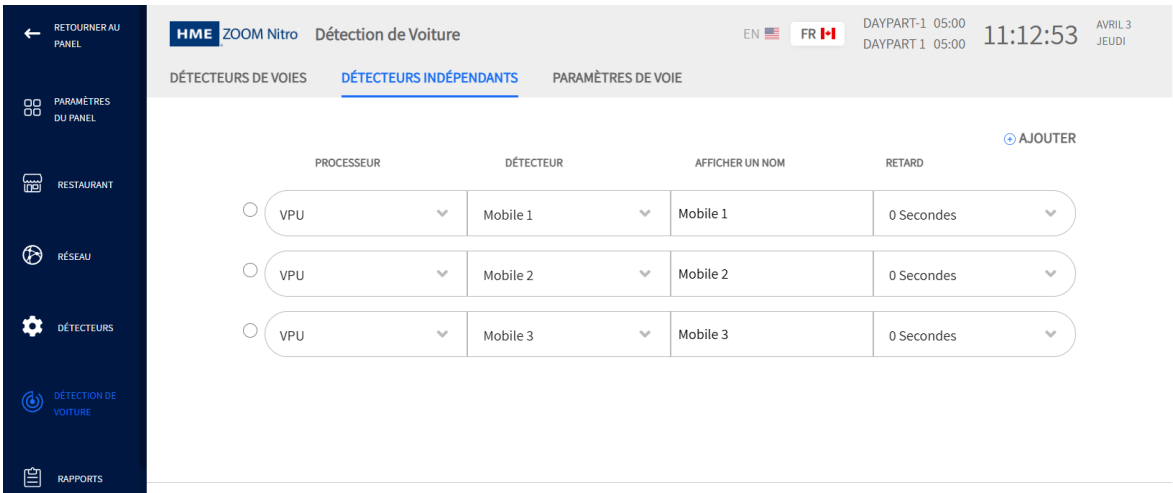 RETOURNER AU
PANEL
PARAMÈTRES
DU PANEL
RESTAURANT
RÉSEAU
DÉTECTEURS
DÉTECTION DE
VOITURE
RAPPORTS
HME ZOOM Nitro Détection de Voiture
EN FR
DAYPART-1 05:00
DAYPART 1 05:00
11:12:53
AVRIL 3
JEUDI
DÉTECTEURS DE VOIES DÉTECTEURS INDÉPENDANTS PARAMÈTRES DE VOIE
AJOUTER
PROCESSEUR DÉTECTEUR AFFICHER UN NOM RETARD
VPU Mobile 1 Mobile 1 0 Secondes
VPU Mobile 2 Mobile 2 0 Secondes
VPU Mobile 3 Mobile 3 0 Secondes